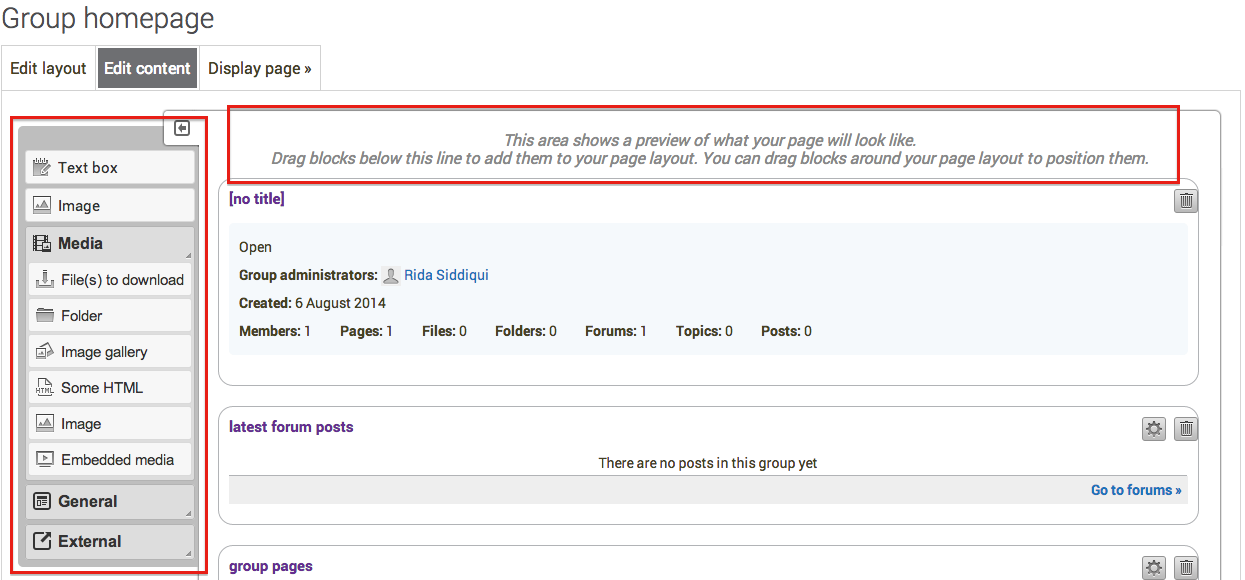 Group homepage
Edit layout
Edit content
Display page »
This area shows a preview of what your page will look like.
Drag blocks below this line to add them to your page layout. You can drag blocks around your page layout to position them.
Text box
Image
Media
File(s) to download
Folder
Image gallery
HTML Some HTML
Image
Embedded media
General
External
[no title]
Open
Group administrators: Rida Siddiqui
Created: 6 August 2014
Members: 1 Pages: 1 Files: 0 Folders: 0 Forums: 1 Topics: 0 Posts: 0
latest forum posts
There are no posts in this group yet
Go to forums »
group pages